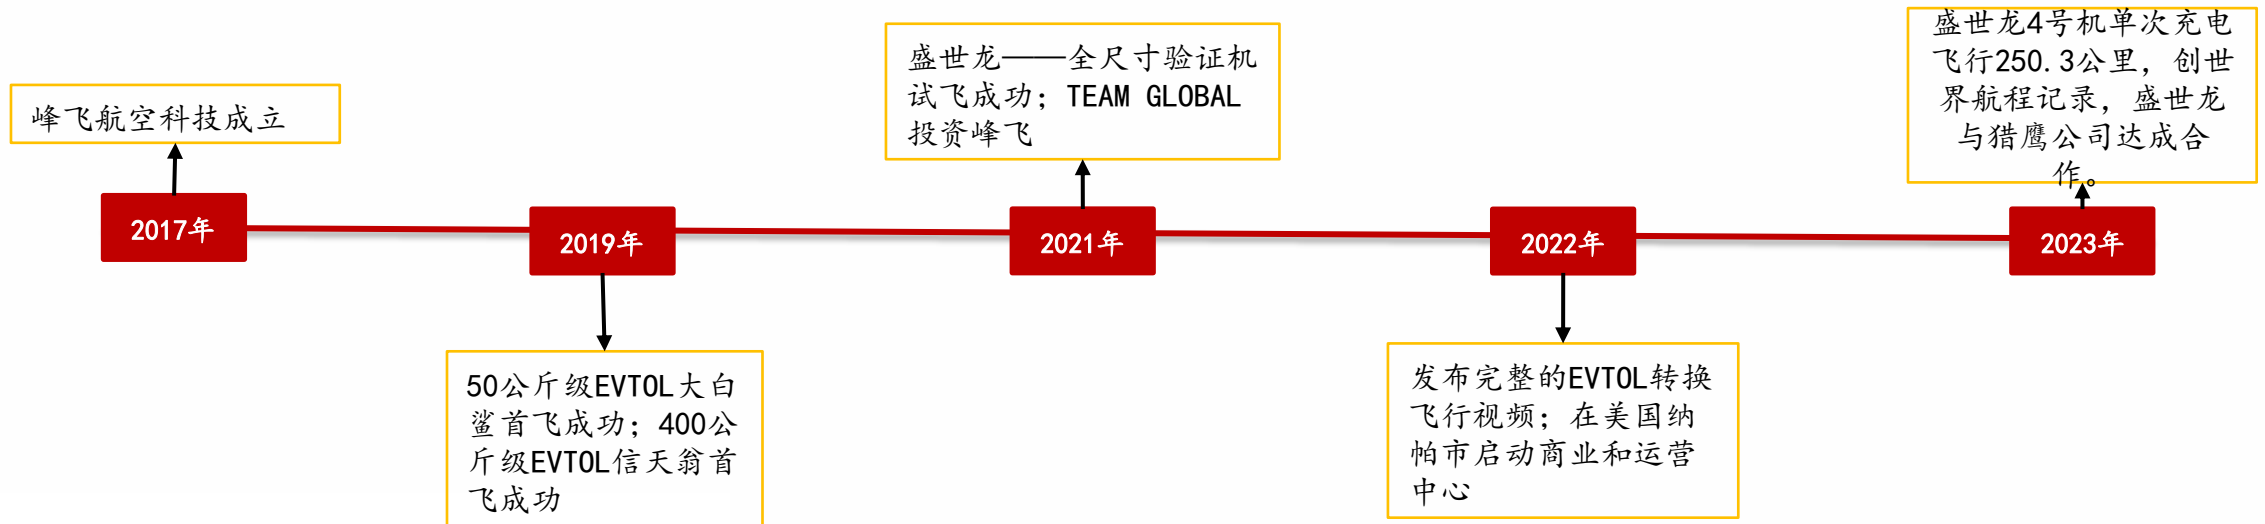 峰飞航空科技成立
2017年
50公斤级EVTOL大白
鲨首飞成功；400公
斤级EVTOL信天翁首
飞成功
2019年
盛世龙——全尺寸验证机
试飞成功；TEAM GLOBAL
投资峰飞
2021年
发布完整的EVTOL转换
飞行视频；在美国纳
帕市启动商业和运营
中心
2022年
盛世龙4号机单次充电
飞行250.3公里，创世
界航程记录，盛世龙
与猎鹰公司达成合
作。
2023年